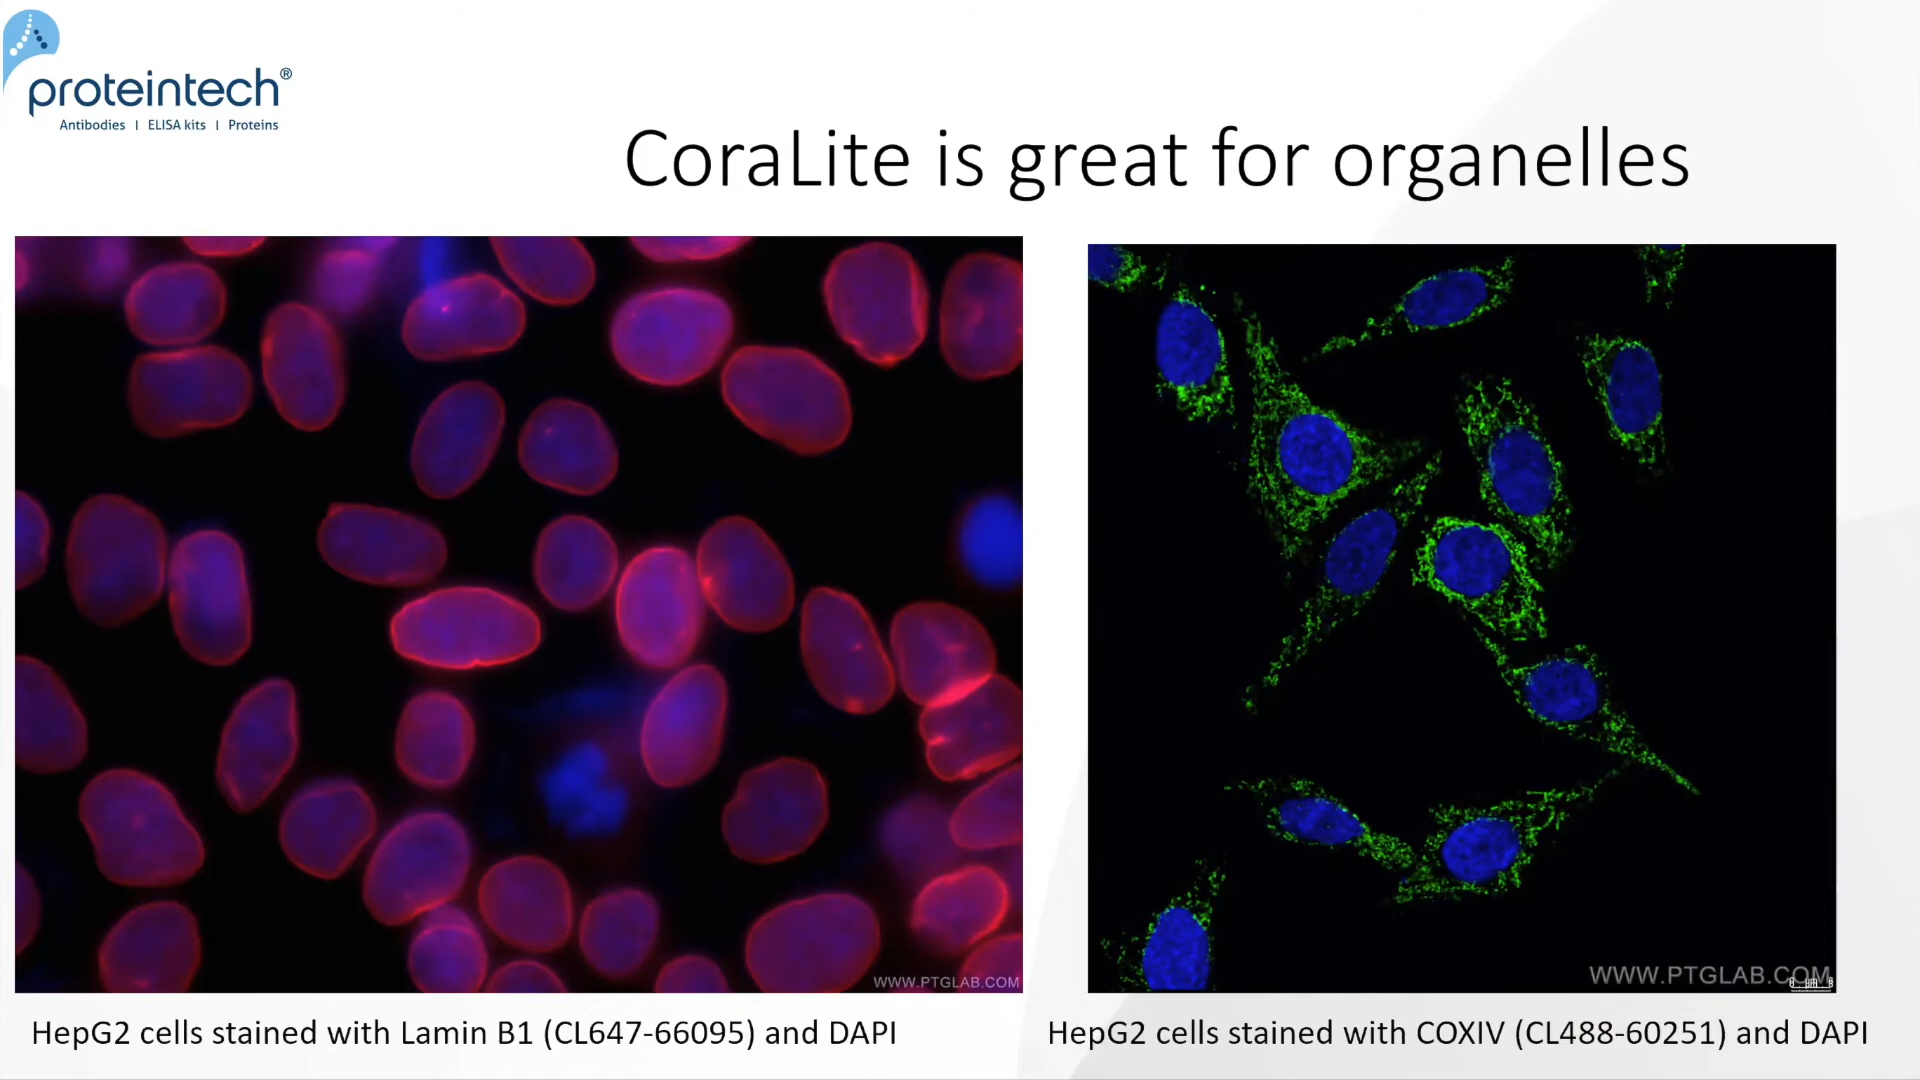 proteintech®
Antibodies | ELISA kits | Proteins
CoraLite is great for organelles
WWW.PTGLAB.COM
WWW.PTGLAB.COM
HepG2 cells stained with Lamin B1 (CL647-66095) and DAPI
HepG2 cells stained with COXIV (CL488-60251) and DAPI